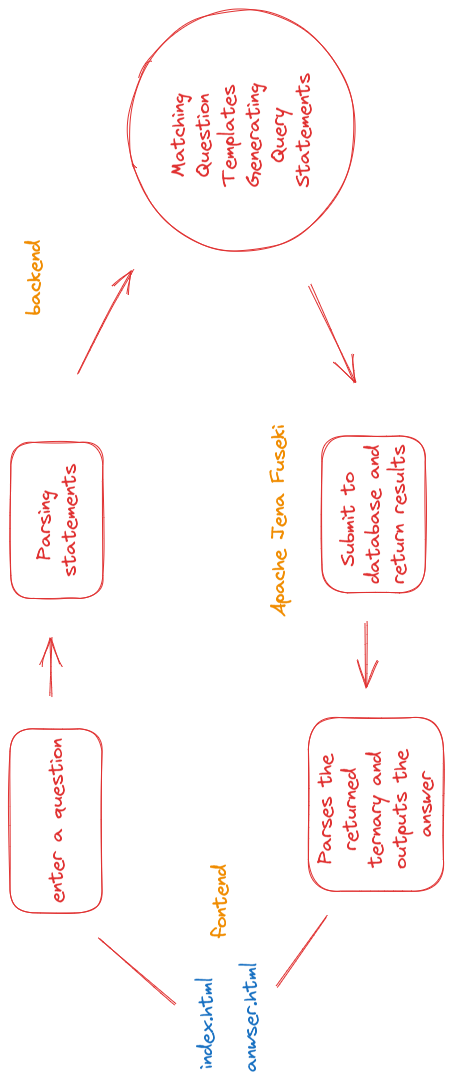 index.html
anwser.html
fontend
enter a question
Parsing
statements
backend
Matching
Question
Templates
Generating
Query
Statements
Apache Jena Fuseki
Submit to
database and
return results
Parses the
returned
ternary and
outputs the
answer